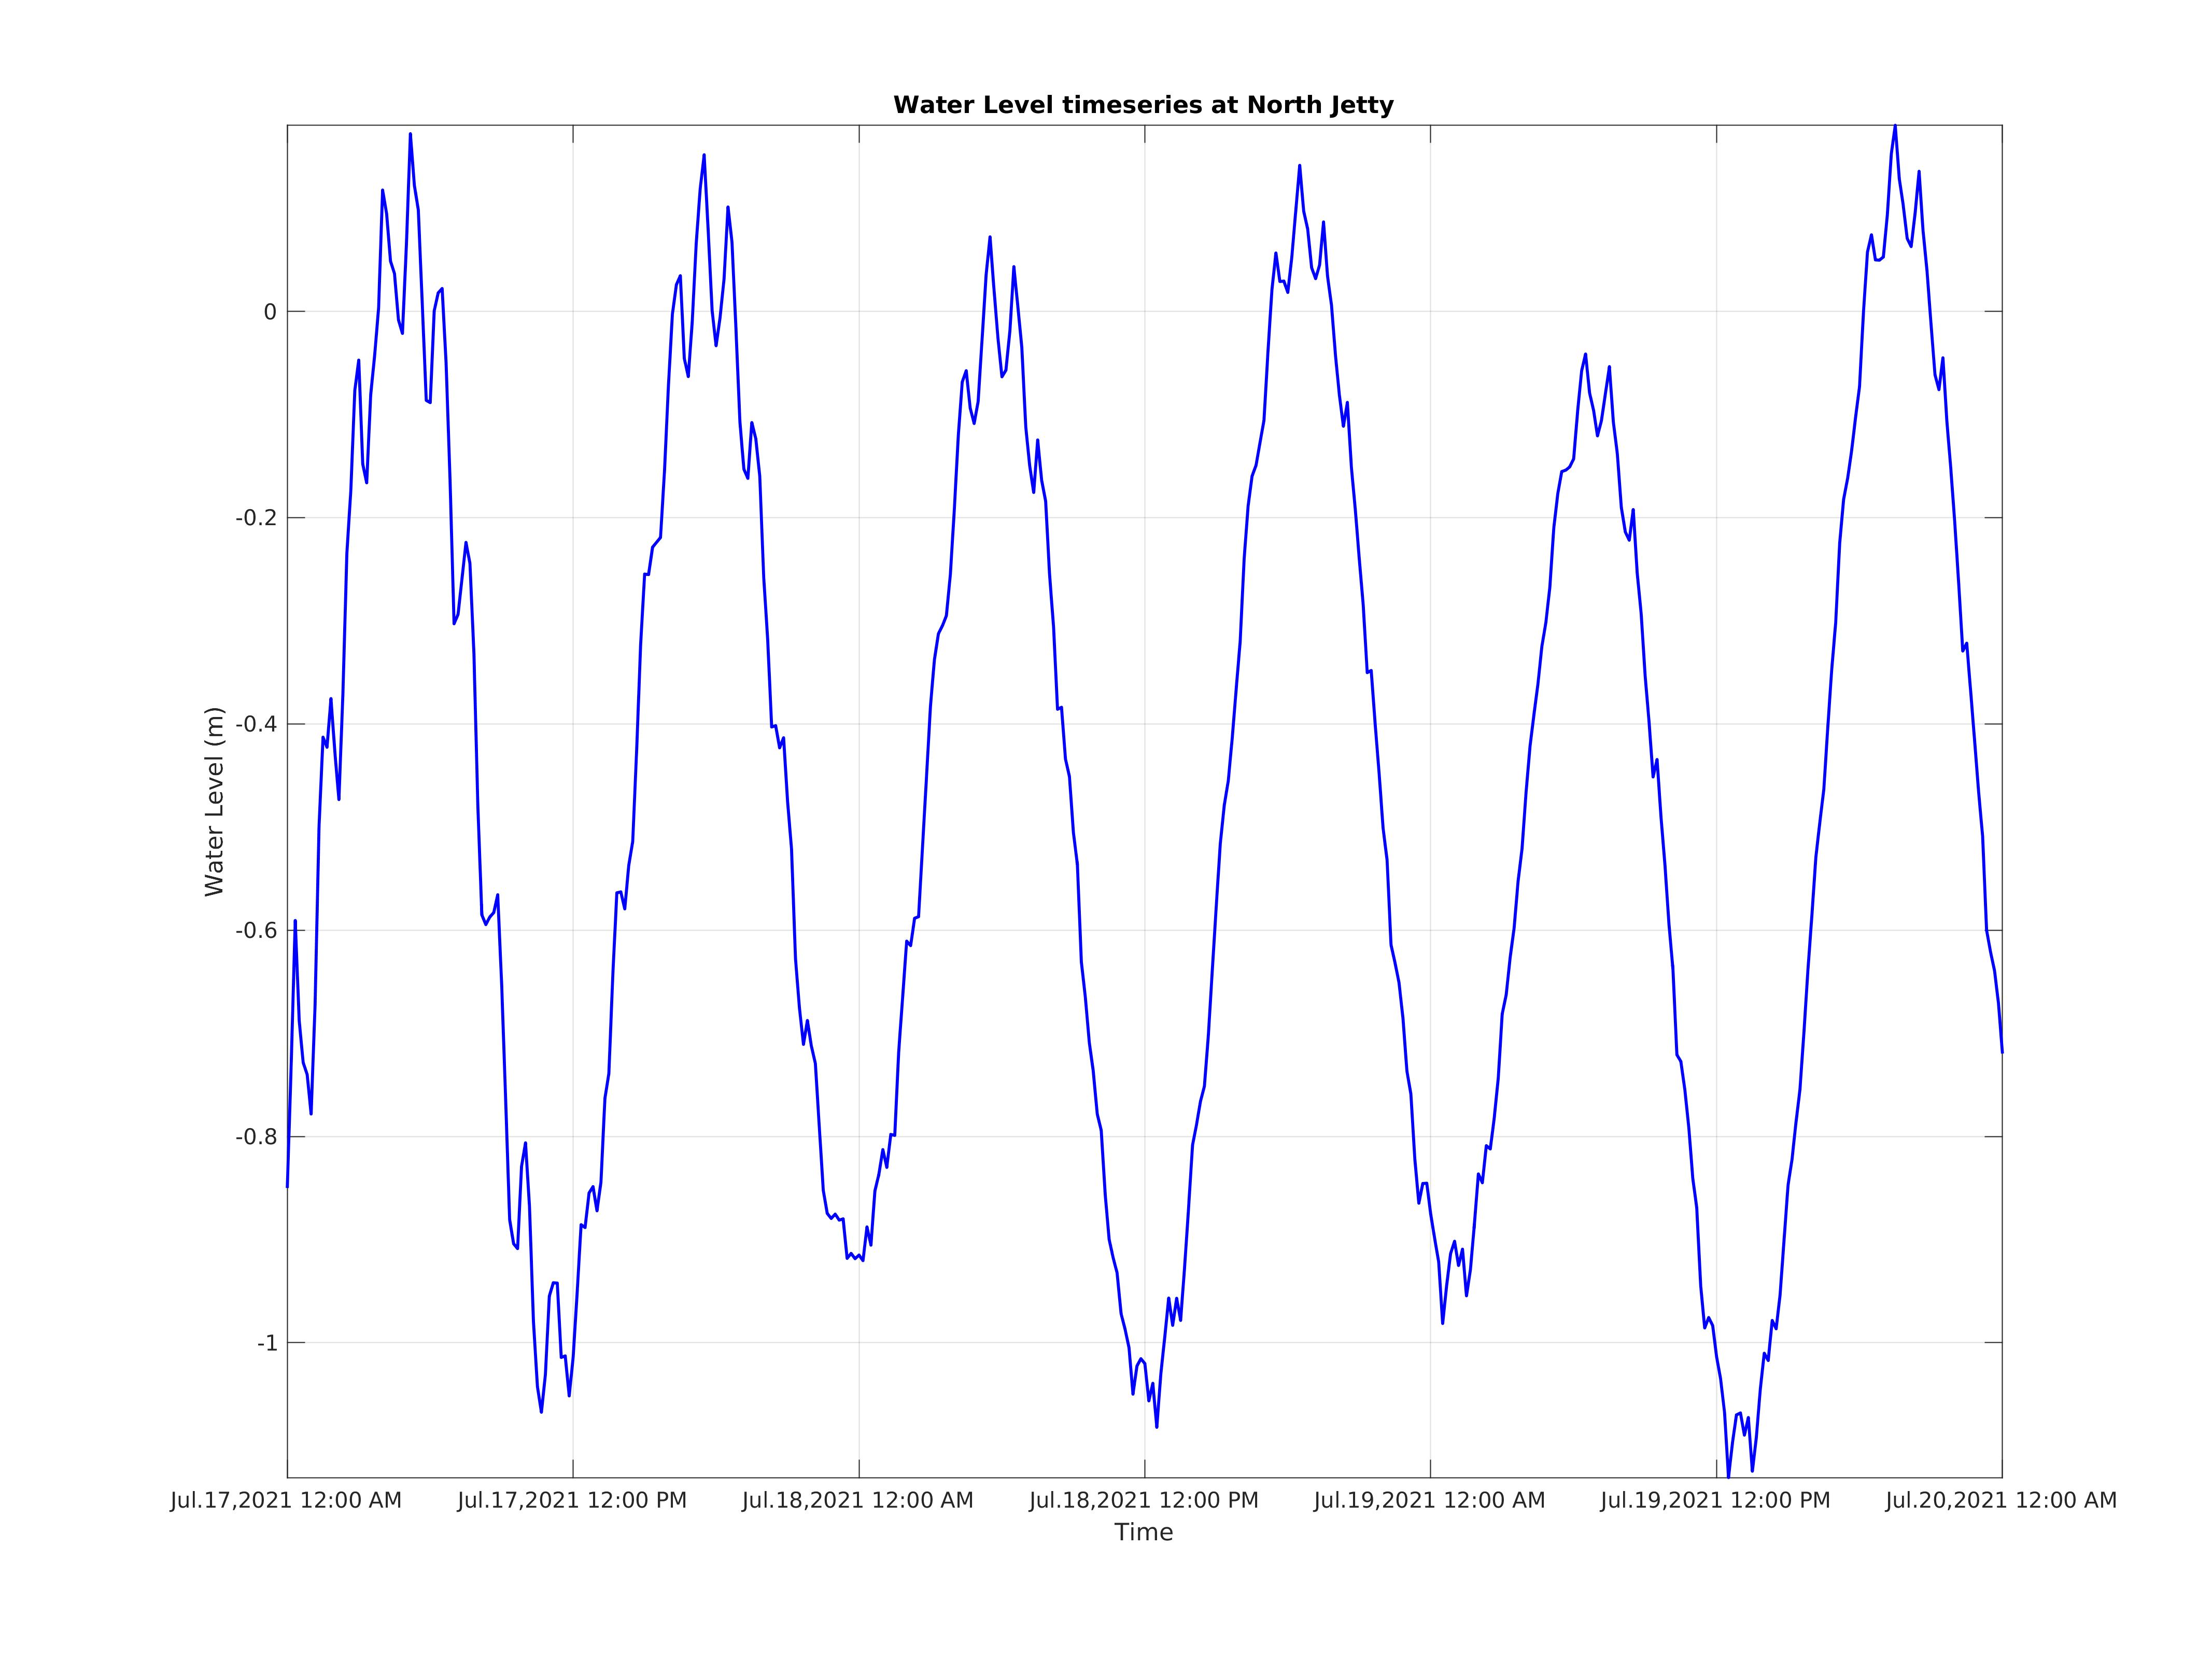 Water Level timeseries at North Jetty
0
-0.2
-0.4
-0.6
-0.8
-1
Water Level (m)
Jul.17,2021 12:00 AM
Jul.17,2021 12:00 PM
Jul.18,2021 12:00 AM
Jul.18,2021 12:00 PM
Jul.19,2021 12:00 AM
Jul.19,2021 12:00 PM
Jul.20,2021 12:00 AM
Time